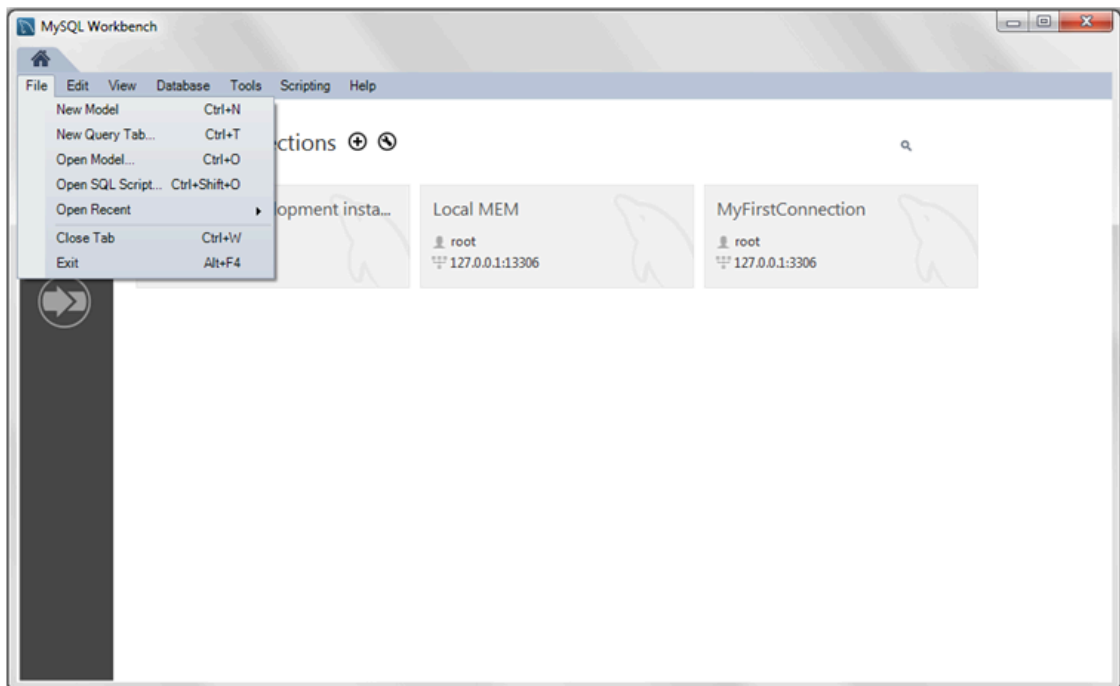 MySQL Workbench
File Edit View Database Tools Scripting Help
New Model Ctrl+N
New Query Tab... Ctrl+T
Open Model... Ctrl+O
Open SQL Script... Ctrl+Shift+O
Open Recent
Close Tab Ctrl+W
Exit Alt+F4
ctions
lopment insta...
Local MEM
root
127.0.0.1:13306
MyFirstConnection
root
127.0.0.1:3306